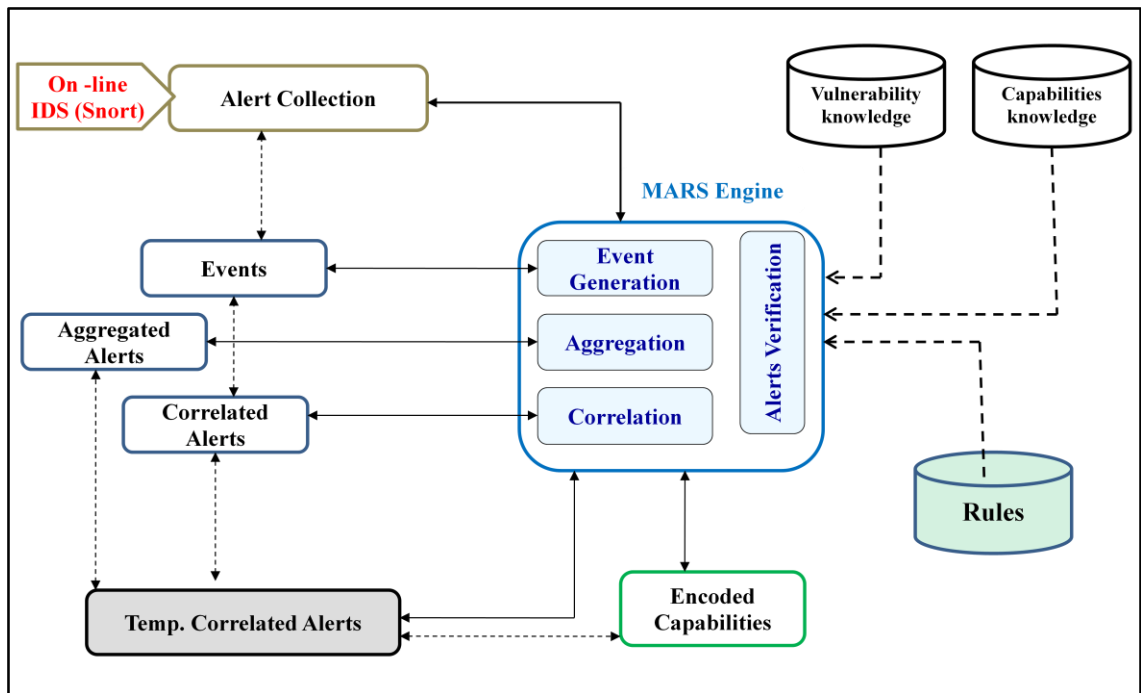 On -line
IDS (Snort)
Alert Collection
Vulnerability
knowledge
Capabilities
knowledge
MARS Engine
Events
Event
Generation
Alerts Verification
Aggregated
Alerts
Aggregation
Correlated
Alerts
Correlation
Rules
Temp. Correlated Alerts
Encoded
Capabilities